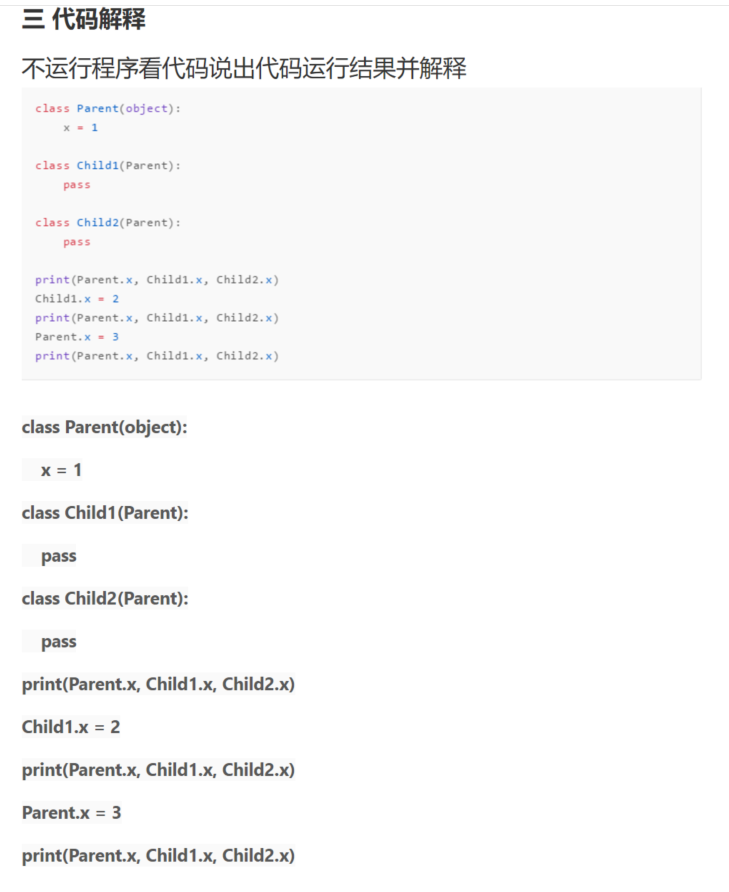 三 代码解释
不运行程序看代码说出代码运行结果并解释
class Parent(object):
    x = 1
class Child1(Parent):
    pass
class Child2(Parent):
    pass
print(Parent.x, Child1.x, Child2.x)
Child1.x = 2
print(Parent.x, Child1.x, Child2.x)
Parent.x = 3
print(Parent.x, Child1.x, Child2.x)
class Parent(object):
    x = 1
class Child1(Parent):
    pass
class Child2(Parent):
    pass
print(Parent.x, Child1.x, Child2.x)
Child1.x = 2
print(Parent.x, Child1.x, Child2.x)
Parent.x = 3
print(Parent.x, Child1.x, Child2.x)